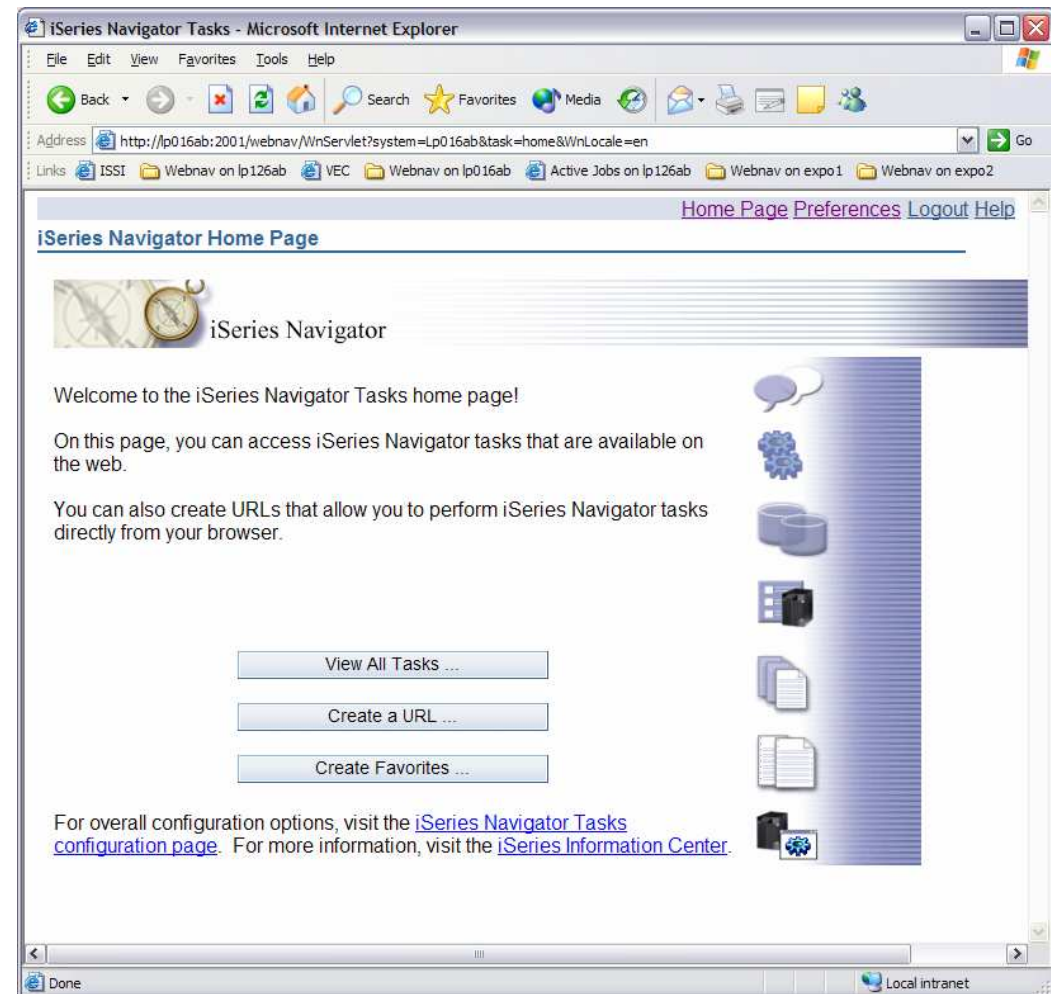 iSeries Navigator Tasks - Microsoft Internet Explorer
File Edit View Favorites Tools Help
Back Search Favorites Media
Address http://lp016ab:2001/webnav/WnServlet?system=Lp016ab&task=home&WnLocale=en Go
Links ISSI Webnav on lp126ab VEC Webnav on lp016ab Active Jobs on lp126ab Webnav on expo1 Webnav on expo2
Home Page Preferences Logout Help
iSeries Navigator Home Page
iSeries Navigator
Welcome to the iSeries Navigator Tasks home page!
On this page, you can access iSeries Navigator tasks that are available on
the web.
You can also create URLs that allow you to perform iSeries Navigator tasks
directly from your browser.
View All Tasks ...
Create a URL ...
Create Favorites ...
For overall configuration options, visit the iSeries Navigator Tasks
configuration page. For more information, visit the iSeries Information Center.
Done Local intranet